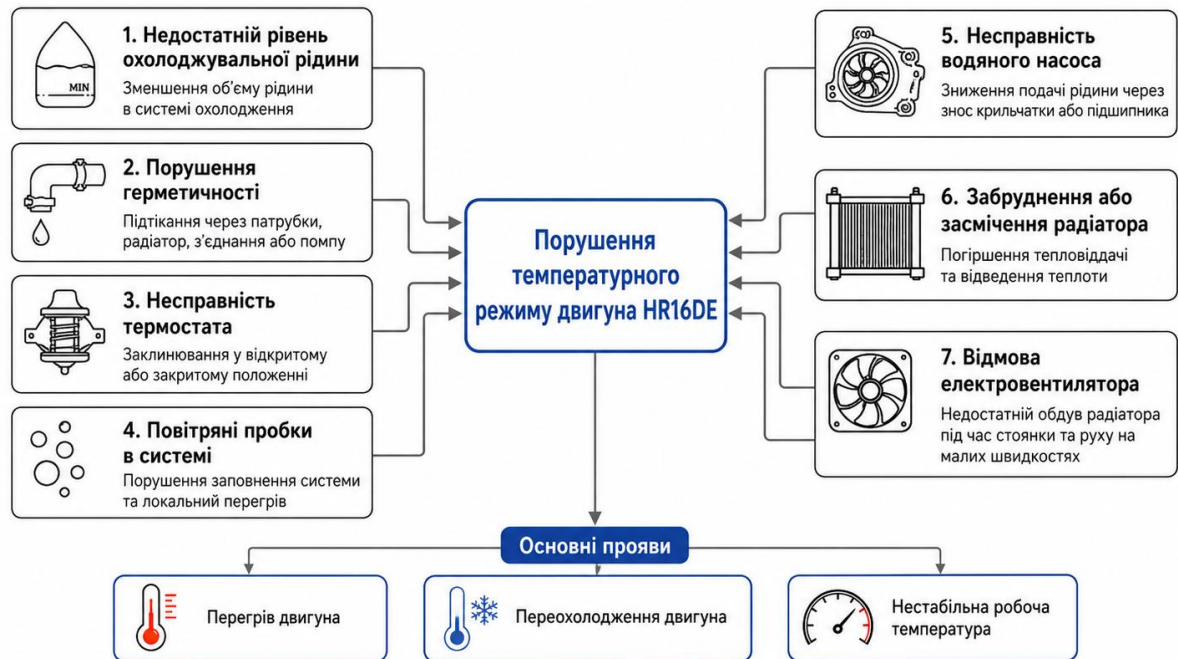 1. Недостатній рівень
охолоджувальної рідини
Зменшення об’єму рідини
в системі охолодження
MIN
2. Порушення
герметичності
Підтікання через патрубки,
радіатор, з’єднання або помпу
3. Несправність
термостата
Заклинювання у відкритому
або закритому положенні
4. Повітряні пробки
в системі
Порушення заповнення системи
та локальний перегрів
Порушення
температурного
режиму двигуна HR16DE
5. Несправність
водяного насоса
Зниження подачі рідини через
знос крильчатки або підшипника
6. Забруднення або
засмічення радіатора
Погіршення тепловіддачі
та відведення теплоти
7. Відмова
електровентилятора
Недостатній обдув радіатора
під час стоянки та руху на
малих швидкостях
Основні прояви
Перегрів двигуна
Переохолодження двигуна
Нестабільна робоча
температура